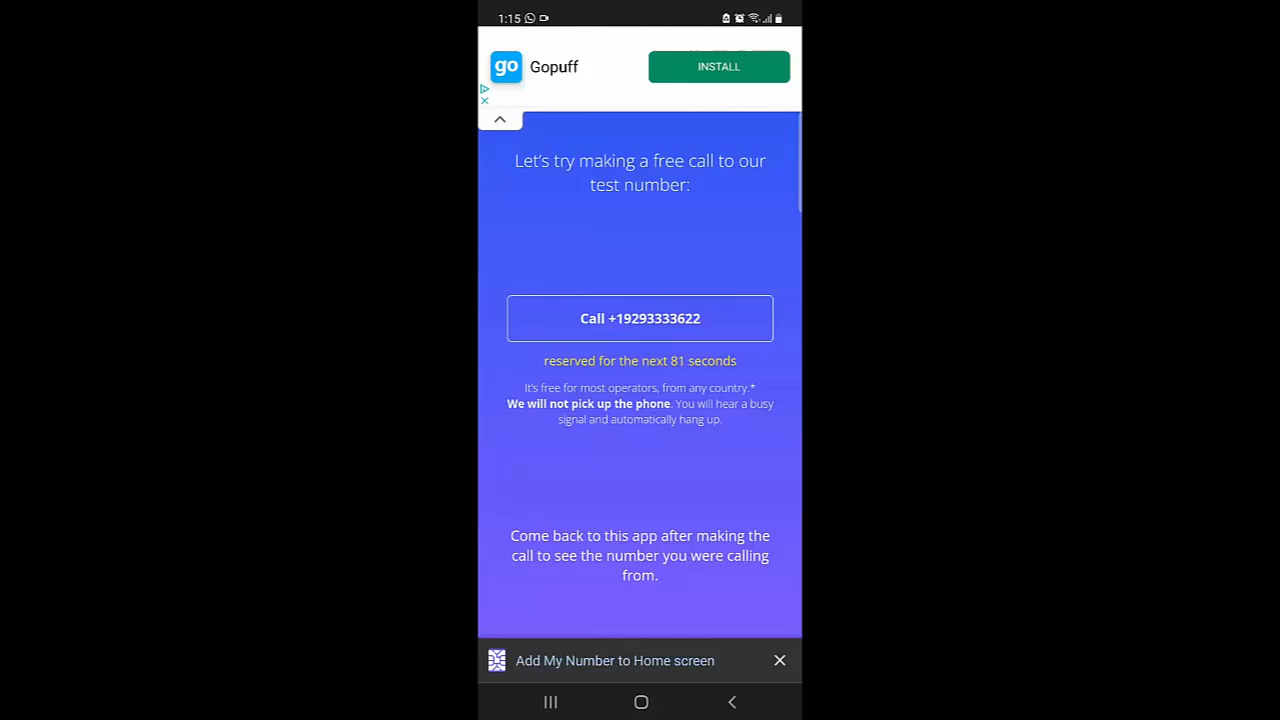 1:15
go Gopuff INSTALL
Let's try making a free call to our
test number:
Call +19293333622
reserved for the next 81 seconds
It's free for most operators, from any country.*
We will not pick up the phone. You will hear a busy
signal and automatically hang up.
Come back to this app after making the
call to see the number you were calling
from.
Add My Number to Home screen